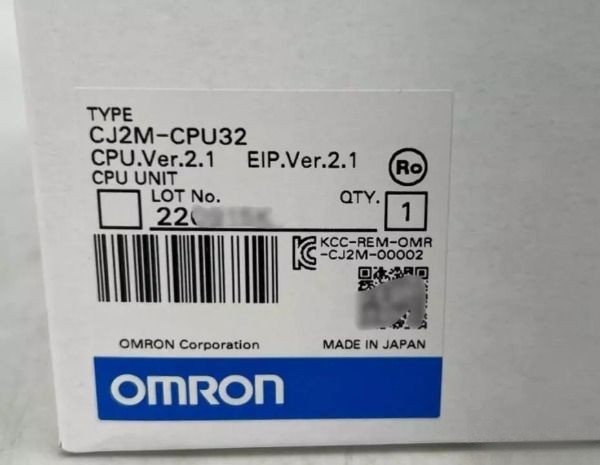 TYPE
CJ2M-CPU32
CPU.Ver.2.1 EIP.Ver.2.1
CPU UNIT
Ro
LOT No. QTY.
1
KCC-REM-OMR
-CJ2M-00002
OMRON Corporation MADE IN JAPAN
OMRON